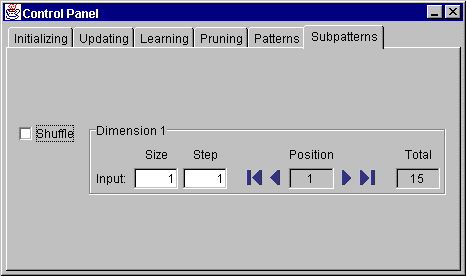 Control Panel
Initializing Updating Learning Pruning Patterns Subpatterns
Shuffle
Dimension 1
Size Step Position Total
Input: 1 1 1 15